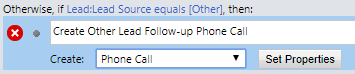 Otherwise, if Lead:Lead Source equals [Other], then:
Create Other Lead Follow-up Phone Call
Create: Phone Call Set Properties